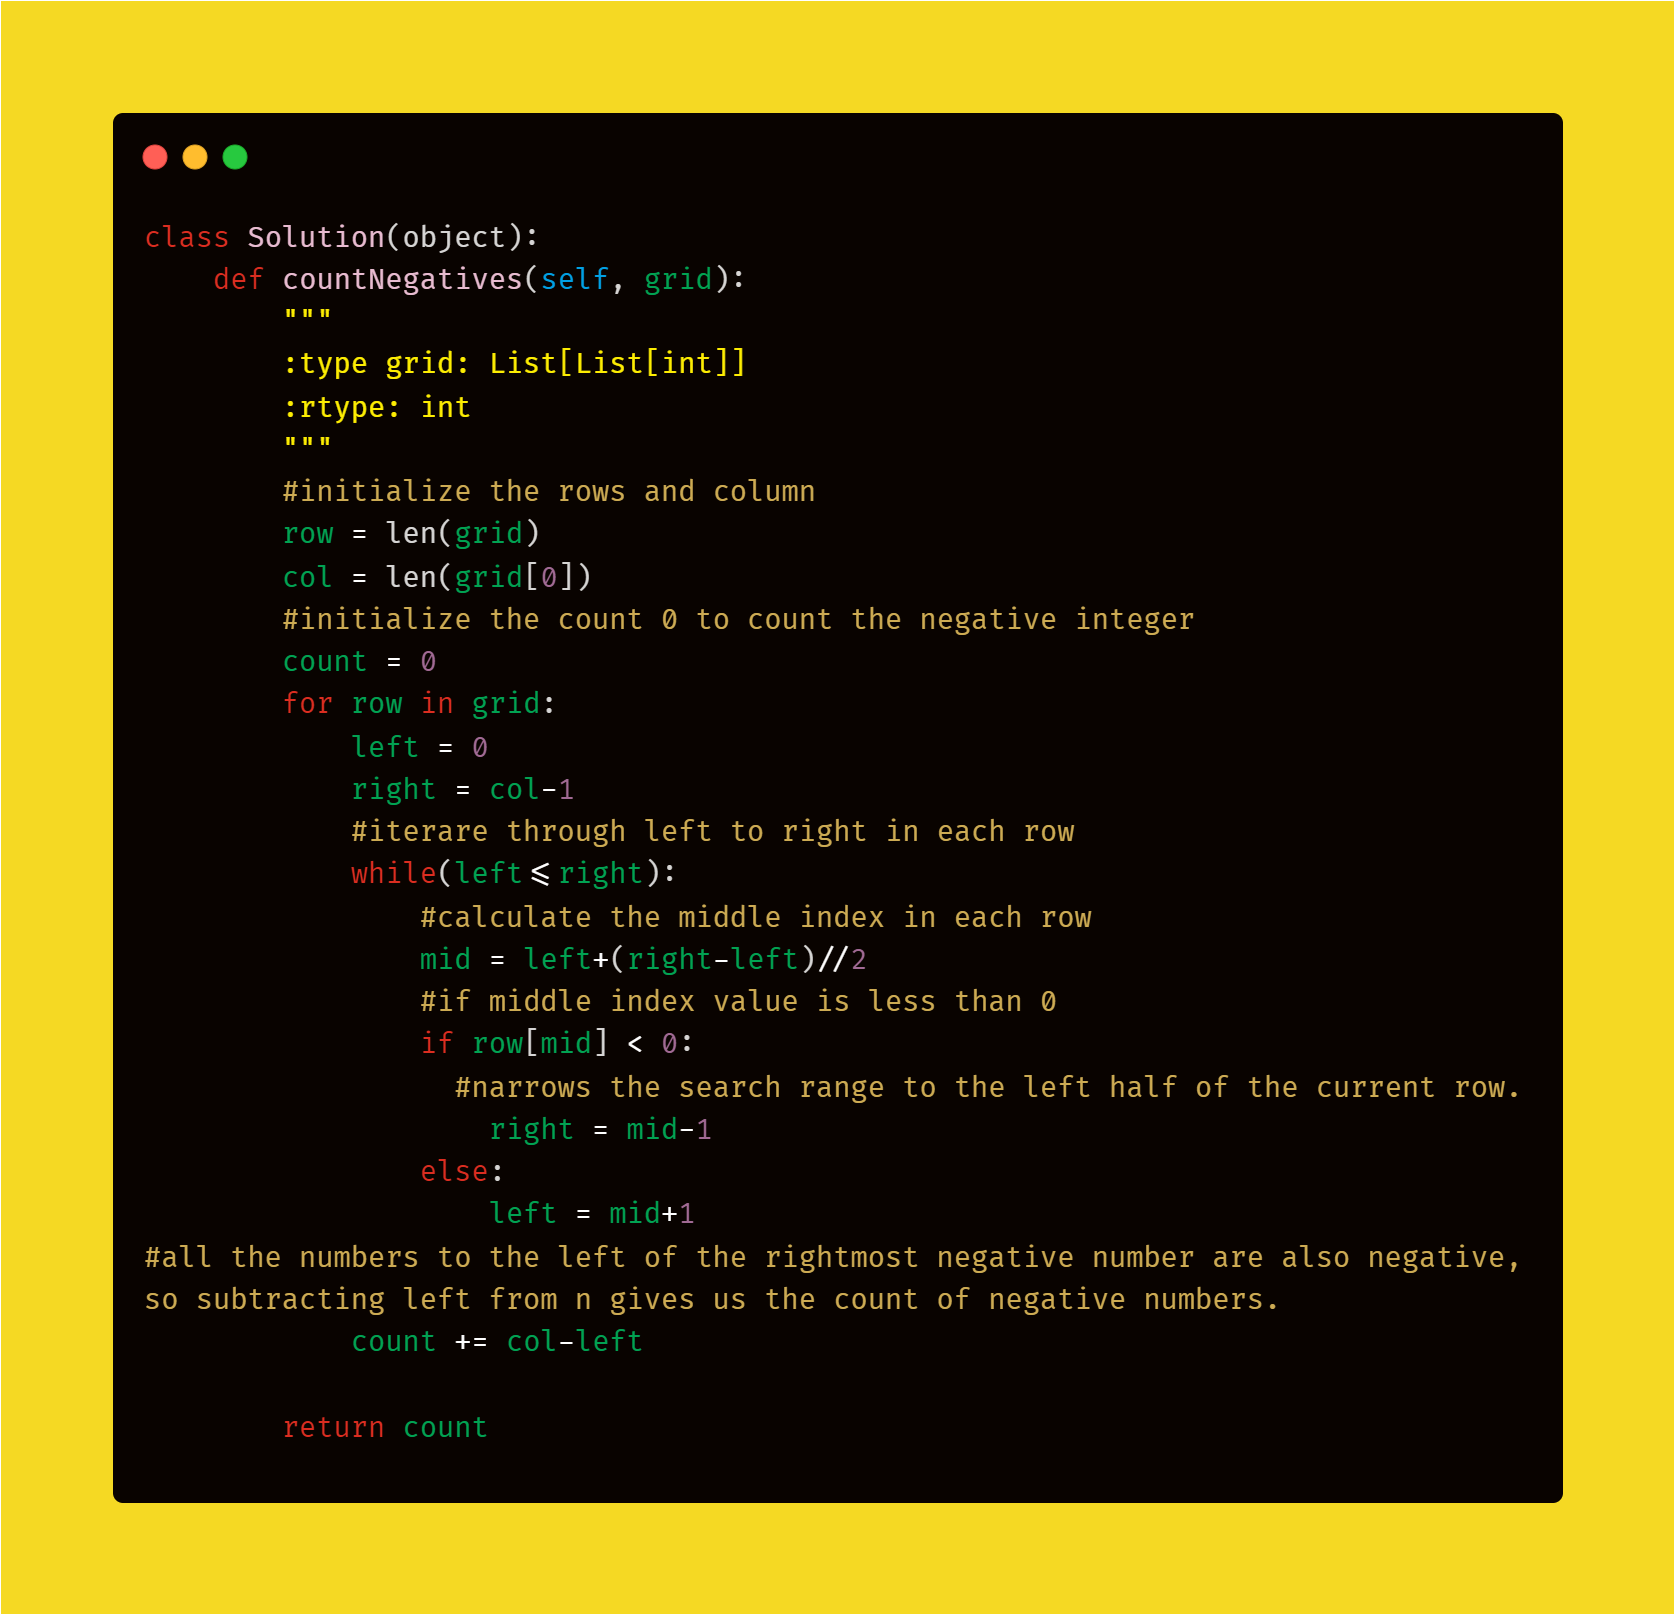 class Solution(object):
    def countNegatives(self, grid):
        """
        :type grid: List[List[int]]
        :rtype: int
        """
        #initialize the rows and column
        row = len(grid)
        col = len(grid[0])
        #initialize the count 0 to count the negative integer
        count = 0
        for row in grid:
            left = 0
            right = col-1
            #iterare through left to right in each row
            while(left<=right):
                #calculate the middle index in each row
                mid = left+(right-left)//2
                #if middle index value is less than 0
                if row[mid] < 0:
                  #narrows the search range to the left half of the current row.
                    right = mid-1
                else:
                    left = mid+1
#all the numbers to the left of the rightmost negative number are also negative,
so subtracting left from n gives us the count of negative numbers.
            count += col-left
        return count